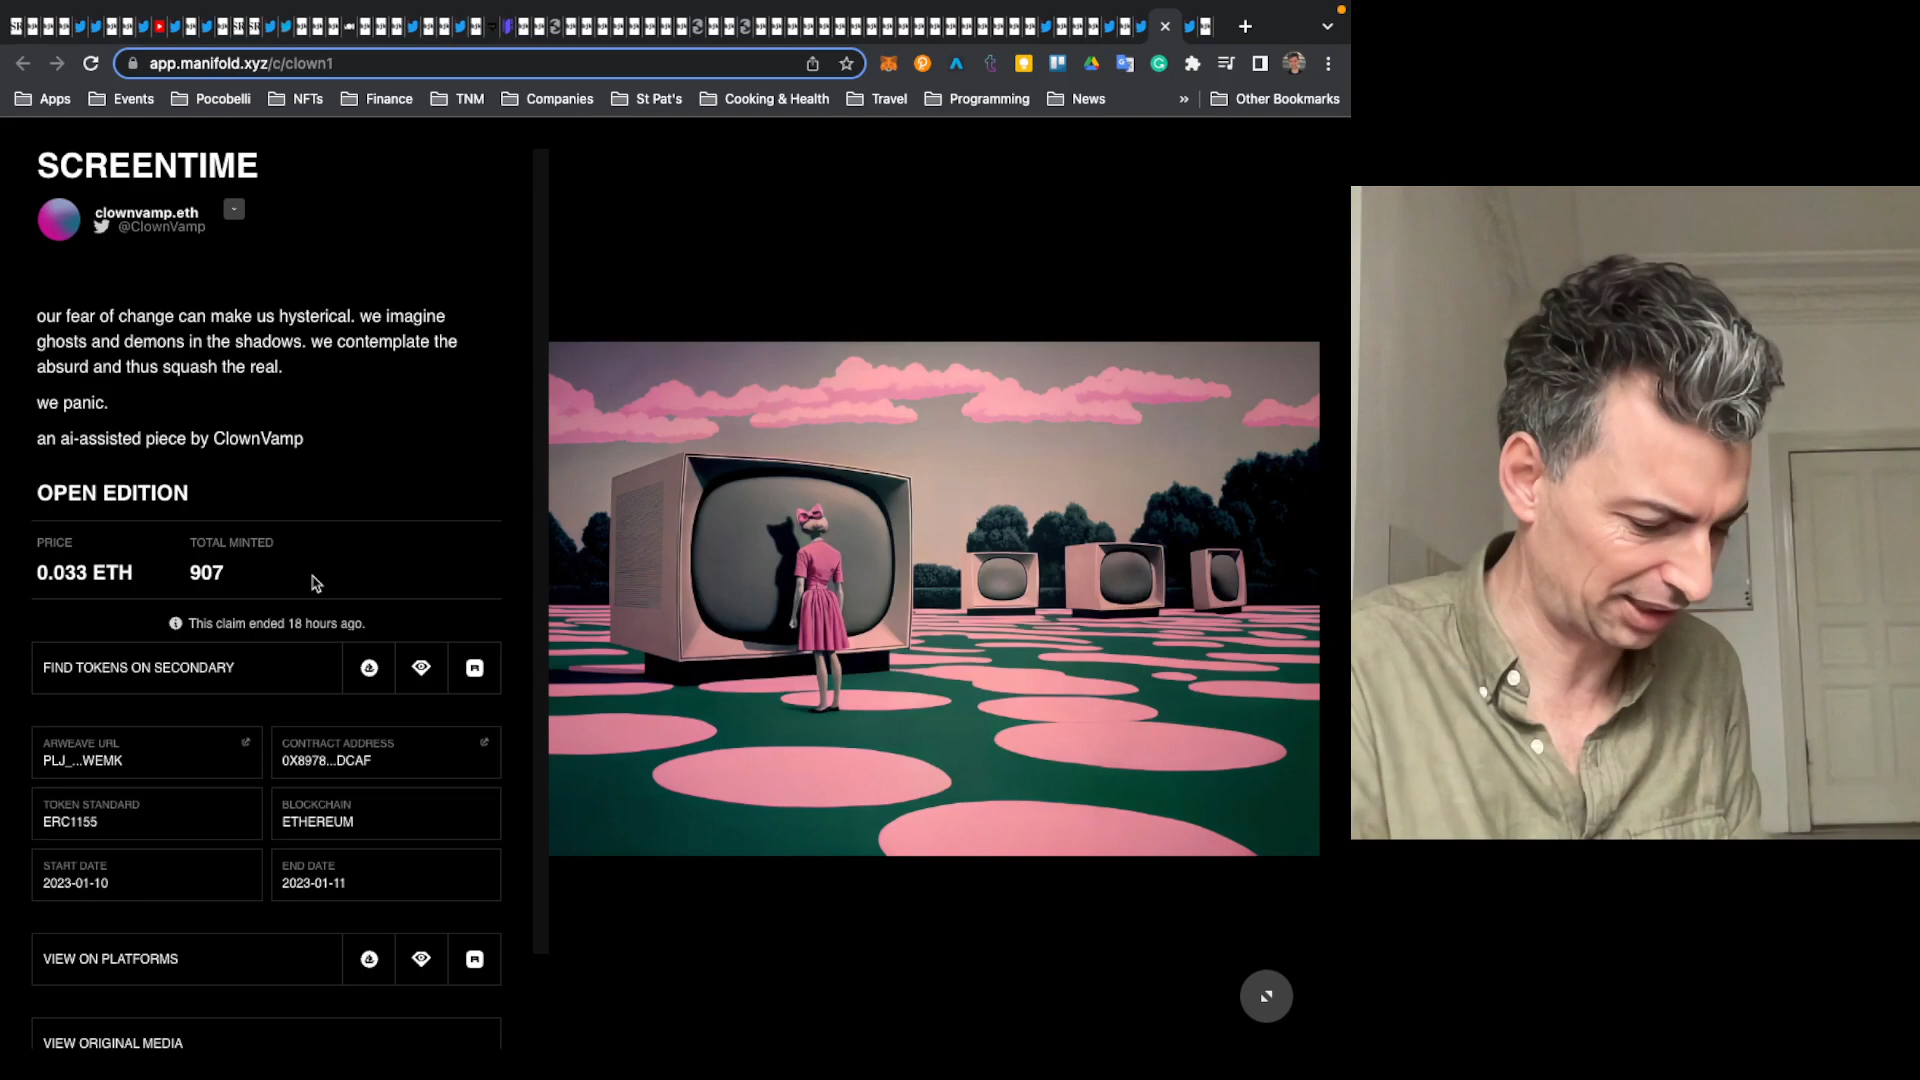 app.manifold.xyz/c/clown1
Apps
Events
Pocobelli
NFTs
Finance
TNM
Companies
St Pat's
Cooking & Health
Travel
Programming
News
»
Other Bookmarks
SCREENTIME
clownvamp.eth
@ClownVamp
our fear of change can make us hysterical. we imagine
ghosts and demons in the shadows. we contemplate the
absurd and thus squash the real.
we panic.
an ai-assisted piece by ClownVamp
OPEN EDITION
PRICE
TOTAL MINTED
0.033 ETH
907
This claim ended 18 hours ago.
FIND TOKENS ON SECONDARY
ARWEAVE URL
PLJ_...WEMK
CONTRACT ADDRESS
0X8978...DCAF
TOKEN STANDARD
ERC1155
BLOCKCHAIN
ETHEREUM
START DATE
2023-01-10
END DATE
2023-01-11
VIEW ON PLATFORMS
VIEW ORIGINAL MEDIA